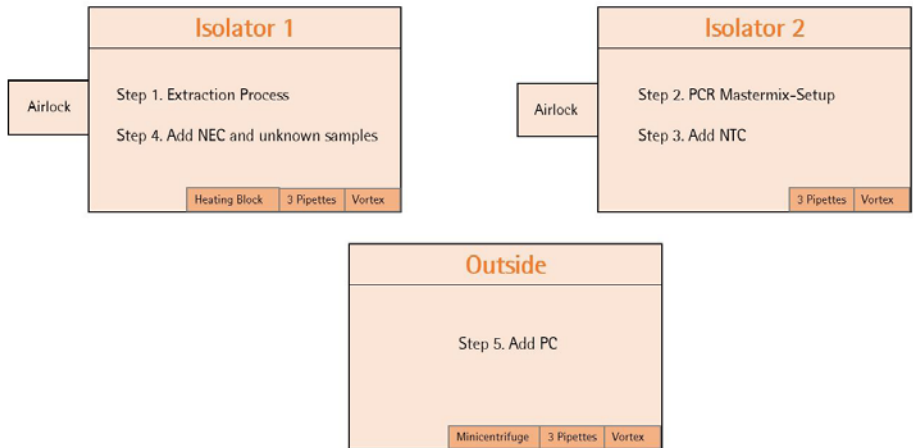 Isolator 1
Airlock
Step 1. Extraction Process
Step 4. Add NEC and unknown samples
Heating Block 3 Pipettes Vortex
Isolator 2
Airlock
Step 2. PCR Mastermix-Setup
Step 3. Add NTC
3 Pipettes Vortex
Outside
Step 5. Add PC
Minicentrifuge 3 Pipettes Vortex